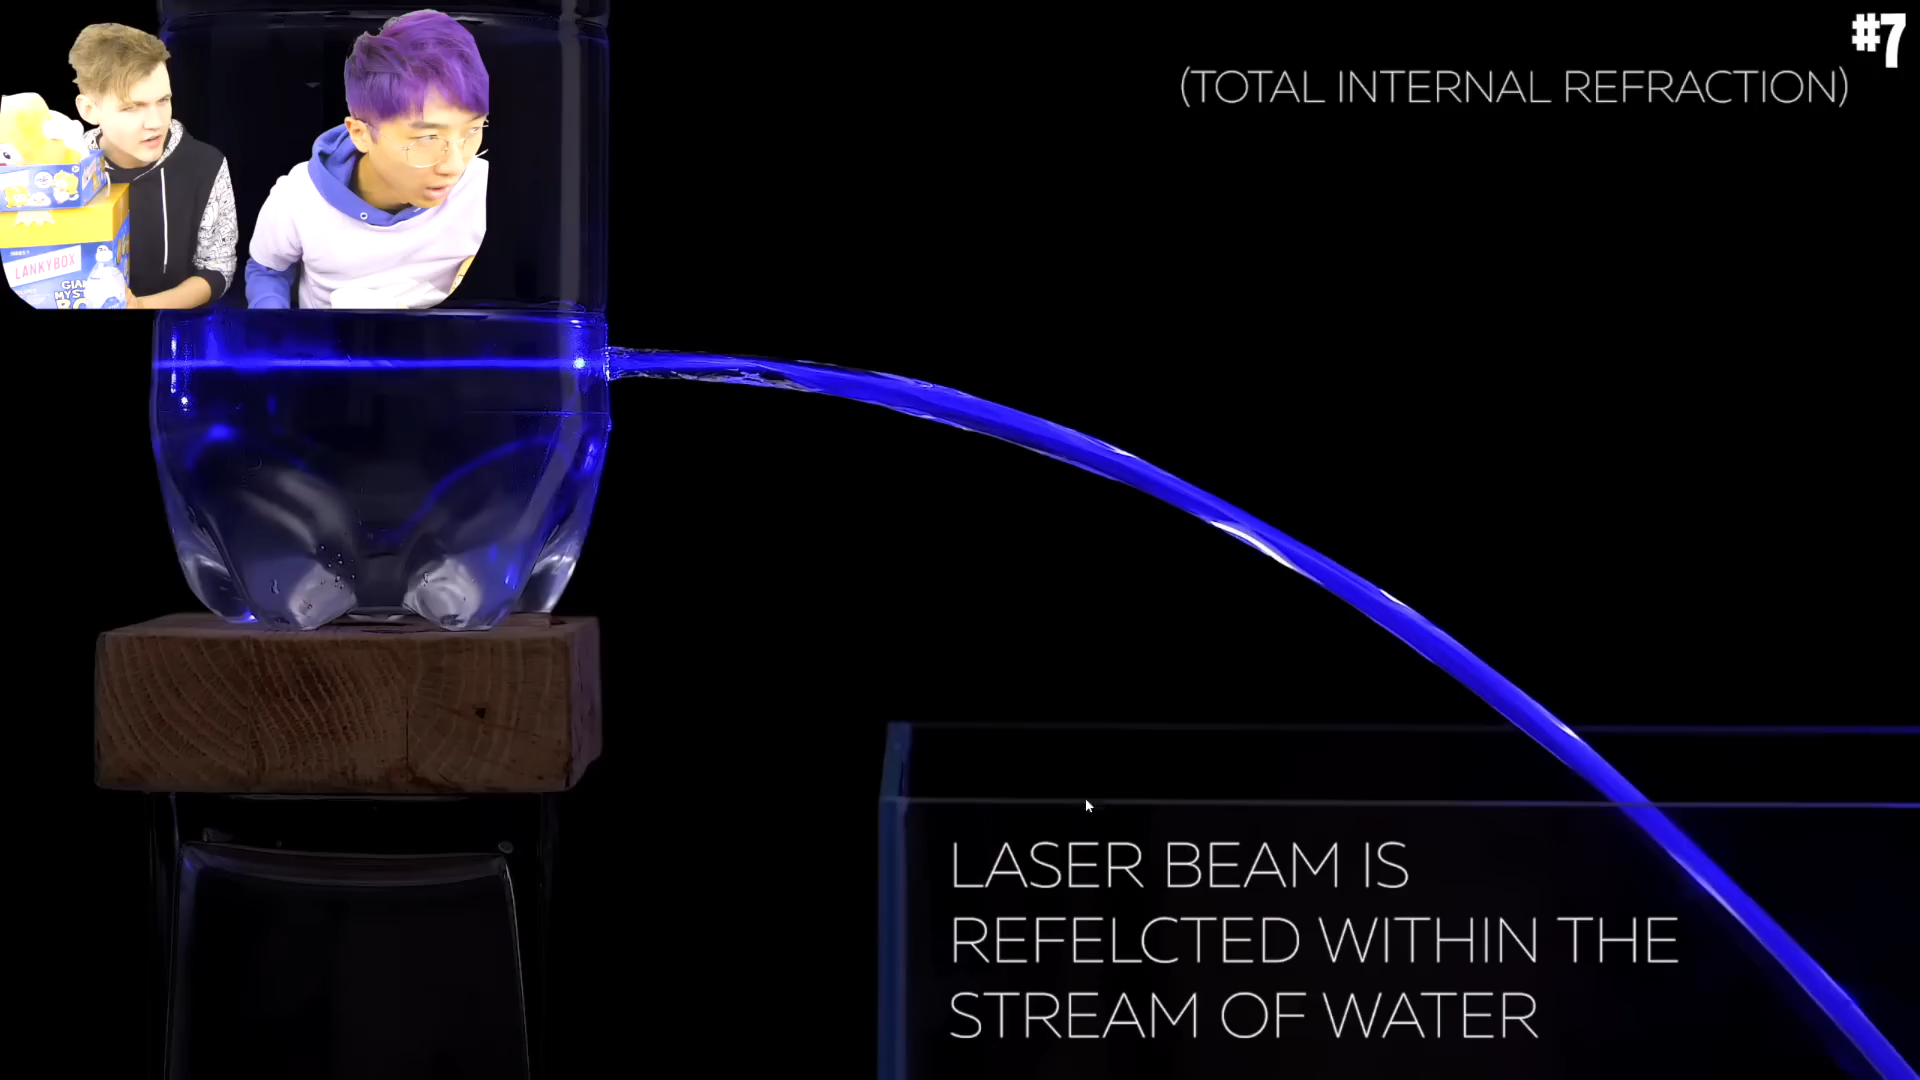 #7
(TOTAL INTERNAL REFRACTION)
LANKYBOX
LASER BEAM IS
REFELCTED WITHIN THE
STREAM OF WATER